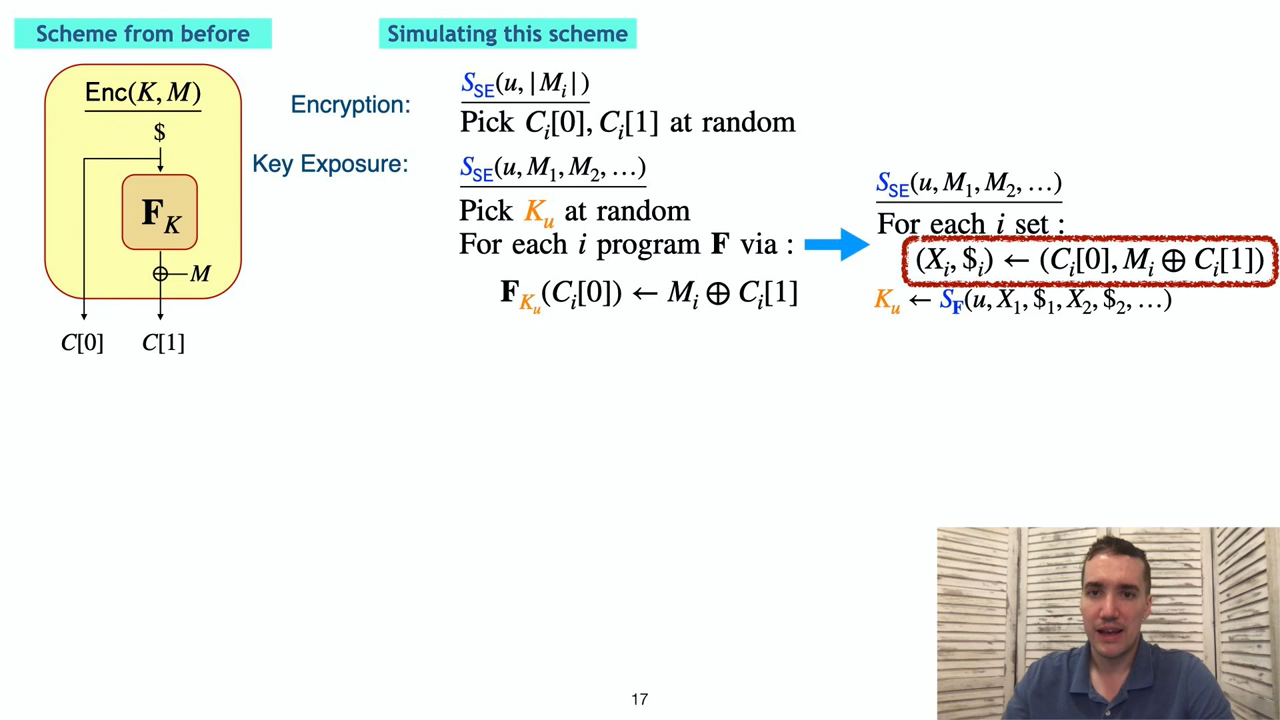 Scheme from before
Simulating this scheme
Enc(K, M)
$
F_K
M
C[0]
C[1]
Encryption:
S_SE(u, |M_i|)
Pick C_i[0], C_i[1] at random
Key Exposure:
S_SE(u, M_1, M_2, …)
Pick K_u at random
For each i program F via :
F_{K_u}(C_i[0]) ← M_i ⊕ C_i[1]
S_SE(u, M_1, M_2, …)
For each i set :
(X_i, $_i) ← (C_i[0], M_i ⊕ C_i[1])
K_u ← S_F(u, X_1, $_1, X_2, $_2, …)
17